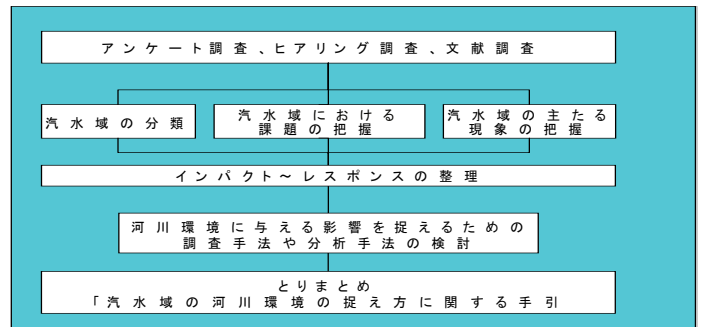 アンケート調査、ヒアリング調査、文献調査
汽水域の分類
汽水域における
課題の把握
汽水域の主たる
現象の把握
インパクト～レスポンスの整理
河川環境に与える影響を捉えるための
調査手法や分析手法の検討
とりまとめ
「汽水域の河川環境の捉え方に関する手引